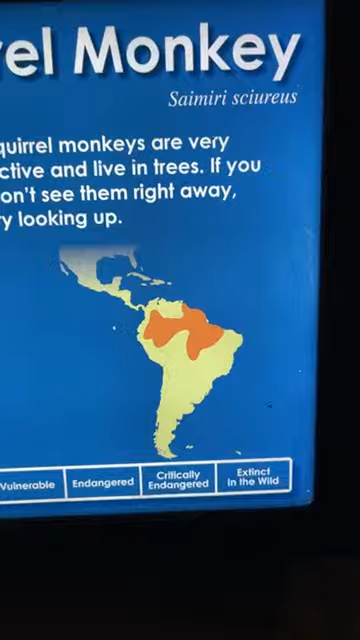 rel Monkey
Saimiri sciureus
quirrel monkeys are very
ctive and live in trees. If you
on't see them right away,
ry looking up.
Vulnerable
Endangered
Critically
Endangered
Extinct
In the Wild